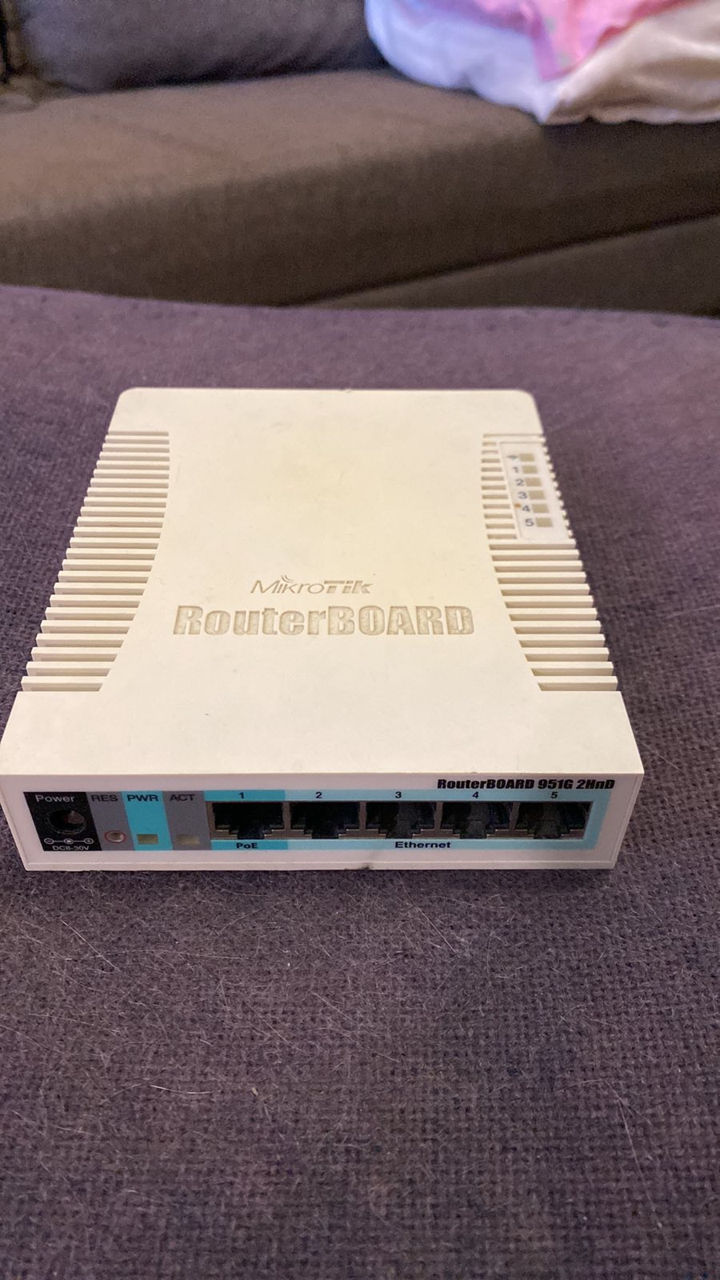 1
2
3
4
5
MikroTik
RouterBOARD
RouterBOARD 951G 2HnD
Power RES PWR ACT 1 2 3 4 5
DC8-30V PoE Ethernet